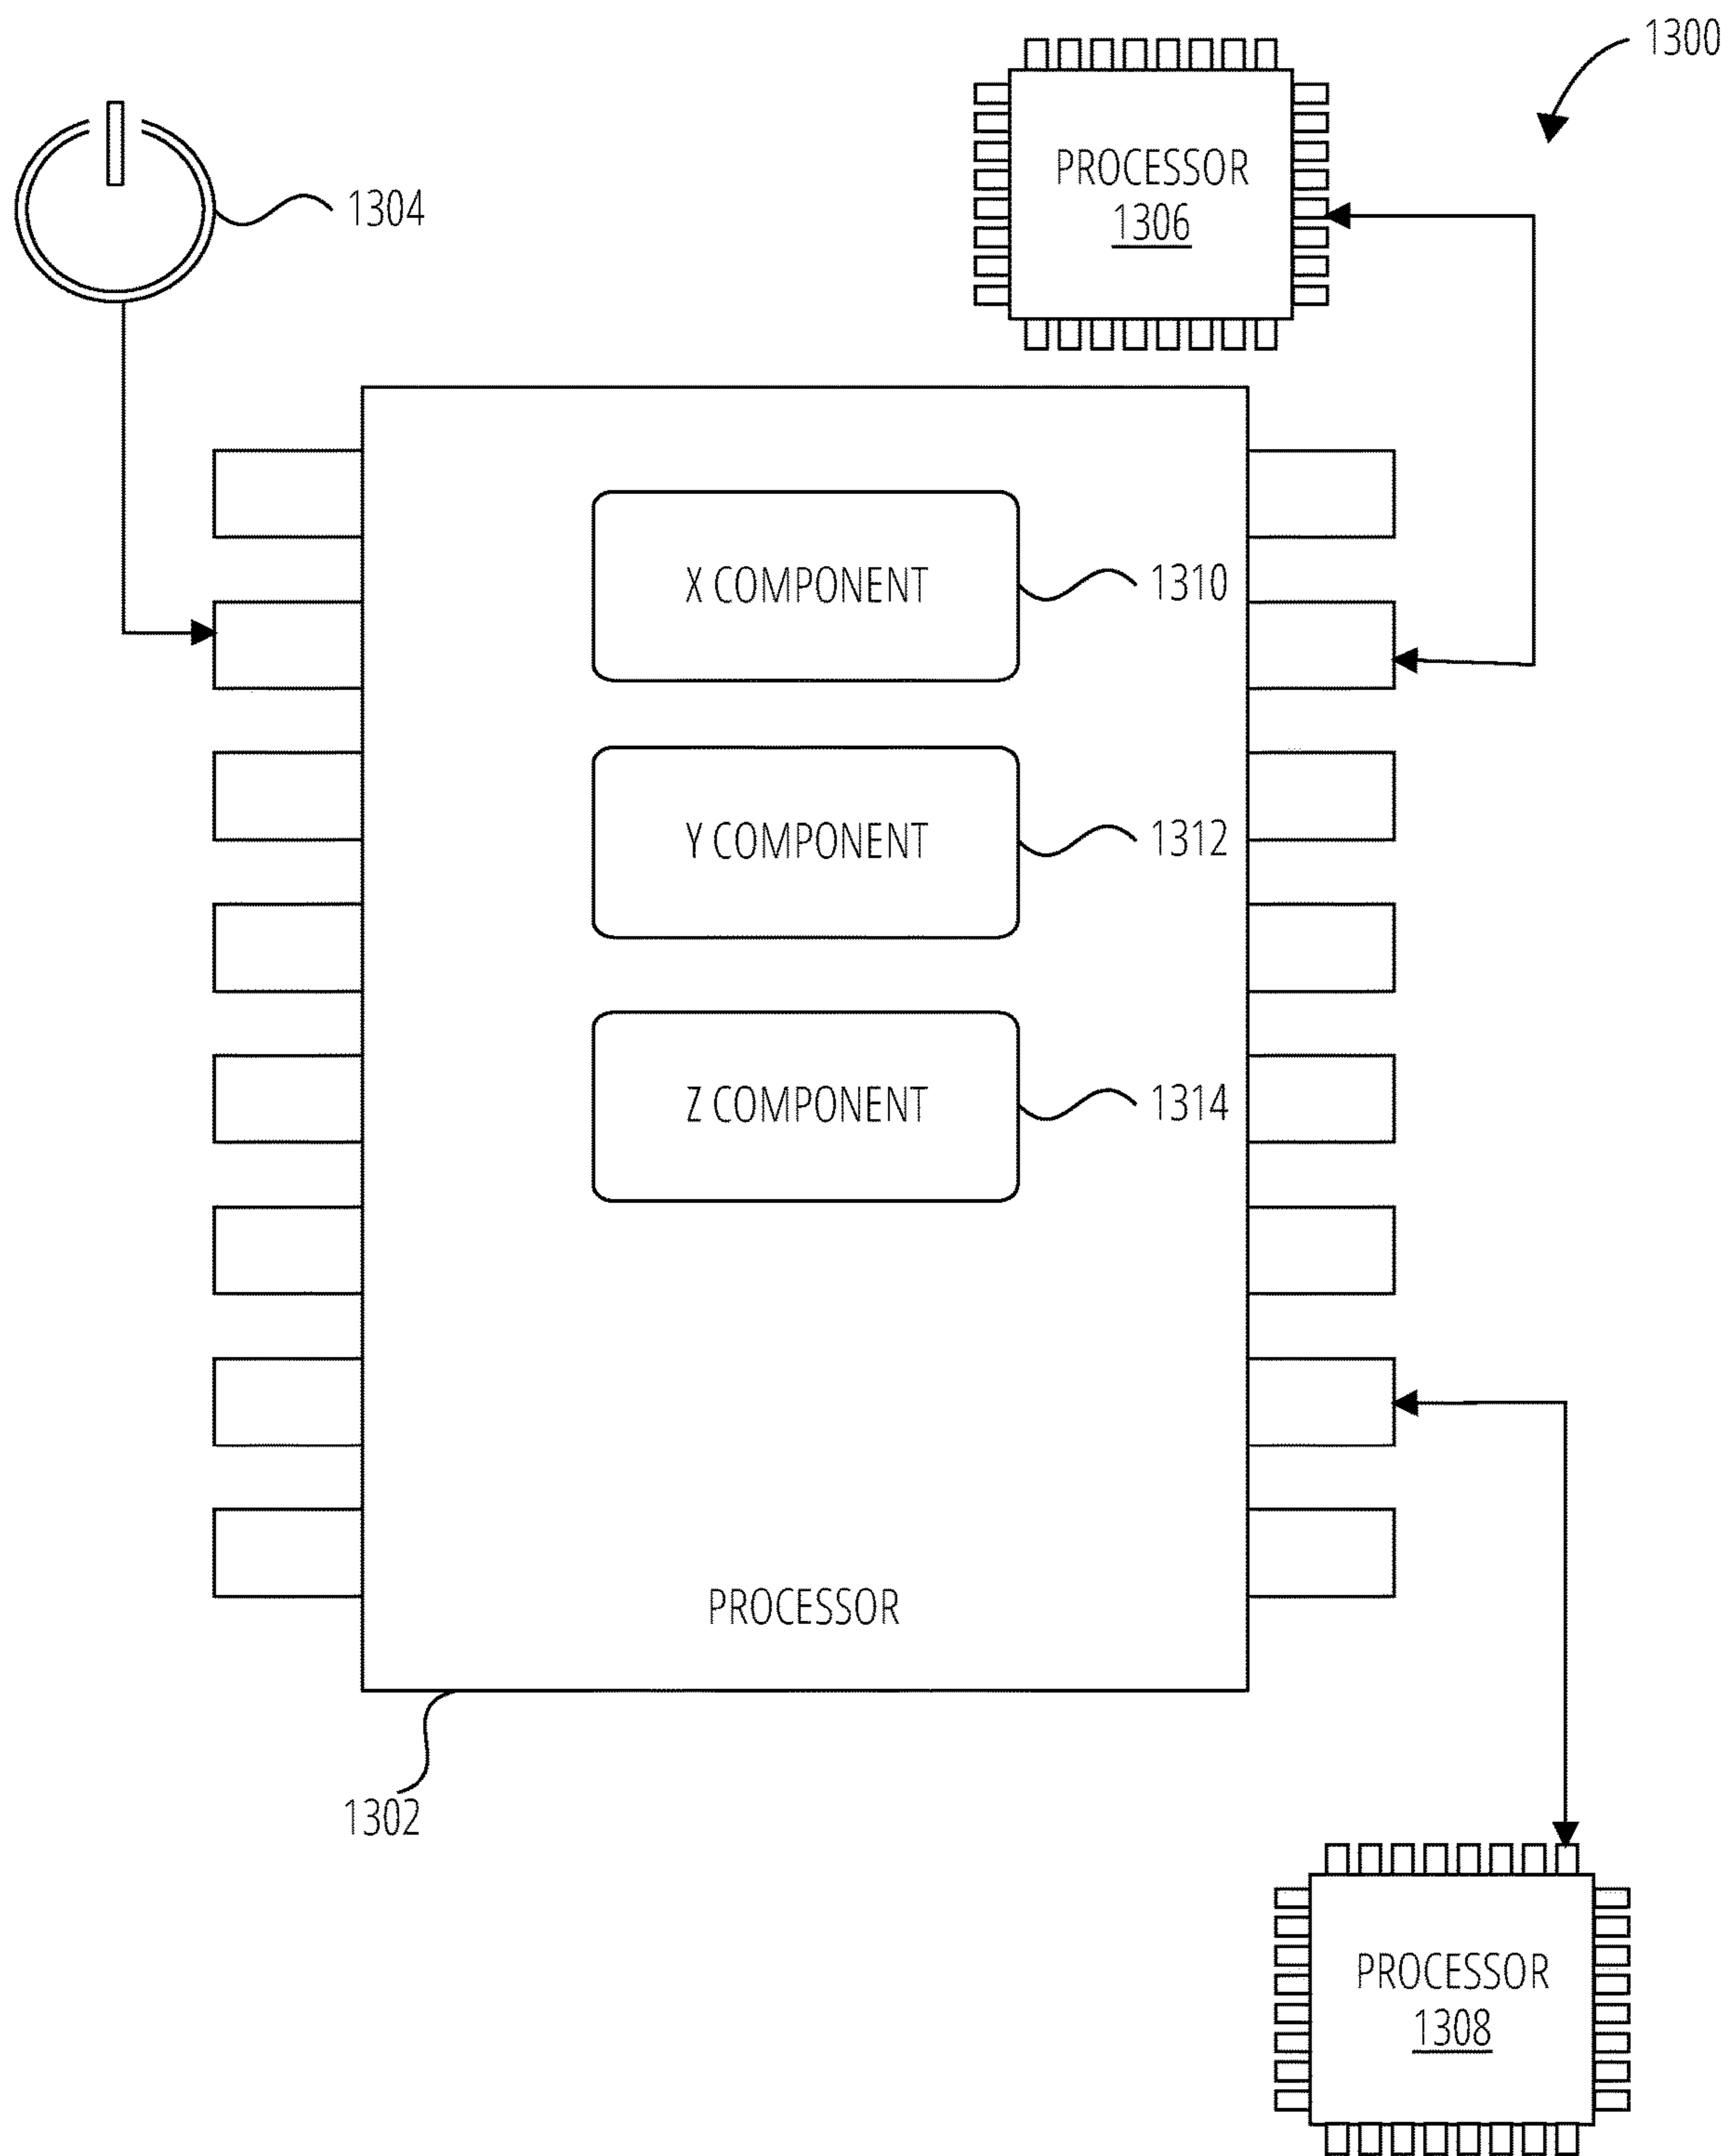 1300
PROCESSOR
1306
1304
X COMPONENT
1310
Y COMPONENT
1312
Z COMPONENT
1314
PROCESSOR
1302
PROCESSOR
1308